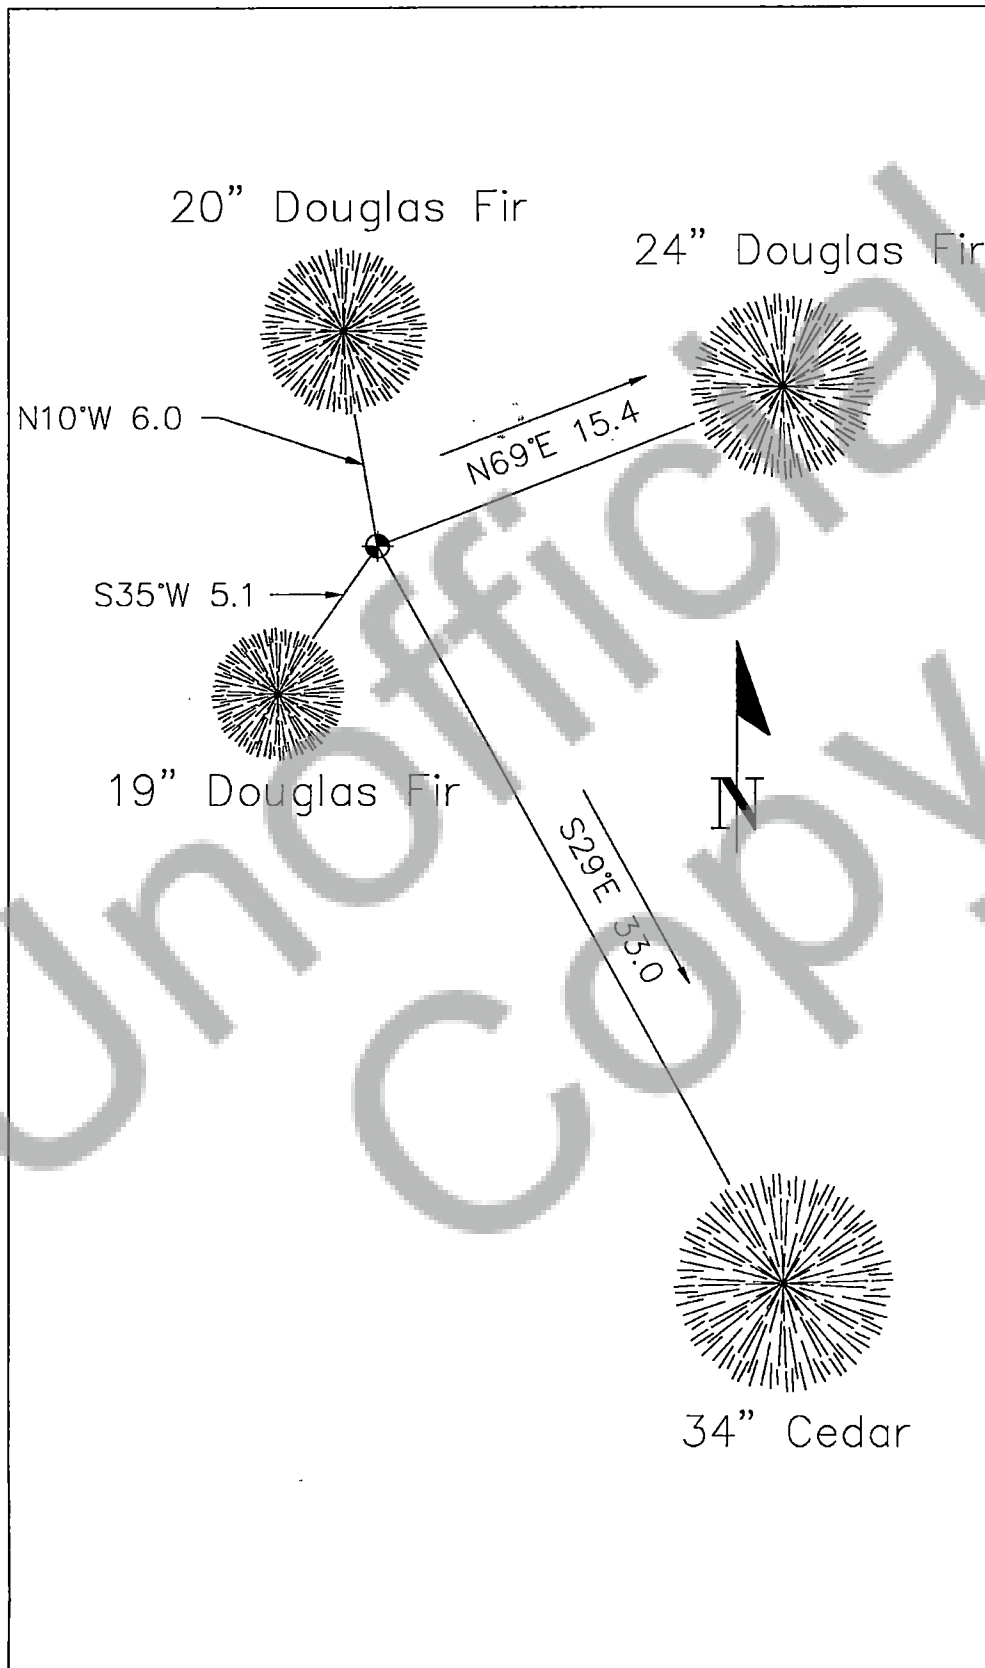 20” Douglas Fir
24” Douglas Fir
N10°W 6.0
N69°E 15.4
S35°W 5.1
19” Douglas Fir
N
S29°E 33.0
34” Cedar
Unofficial
Copy